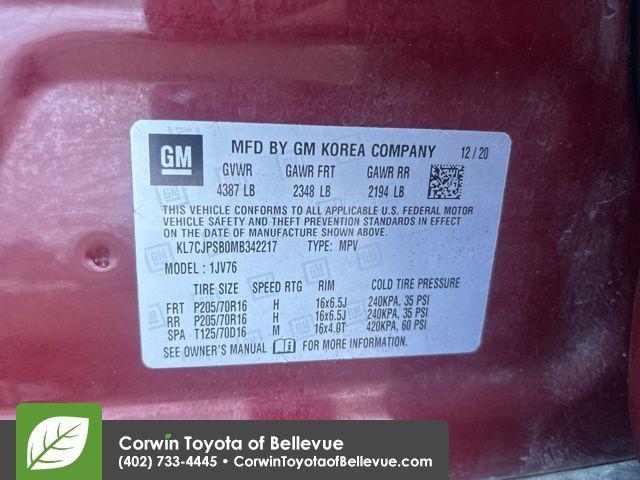 GM
MFD BY GM KOREA COMPANY 12/20
GVWR GAWR FRT GAWR RR
4387 LB 2348 LB 2194 LB
THIS VEHICLE CONFORMS TO ALL APPLICABLE U.S. FEDERAL MOTOR
VEHICLE SAFETY AND THEFT PREVENTION STANDARDS IN EFFECT
ON THE DATE OF MANUFACTURE SHOWN ABOVE.
KL7CJPSB0MB342217 TYPE: MPV
MODEL: 1JV76
TIRE SIZE SPEED RTG RIM COLD TIRE PRESSURE
FRT P205/70R16 H 16x6.5J 240KPA, 35 PSI
RR P205/70R16 H 16x6.5J 240KPA, 35 PSI
SPA T125/70D16 M 16x4.0T 420KPA, 60 PSI
SEE OWNER'S MANUAL i FOR MORE INFORMATION.
Corwin Toyota of Bellevue
(402) 733-4445 • CorwinToyotaofBellevue.com